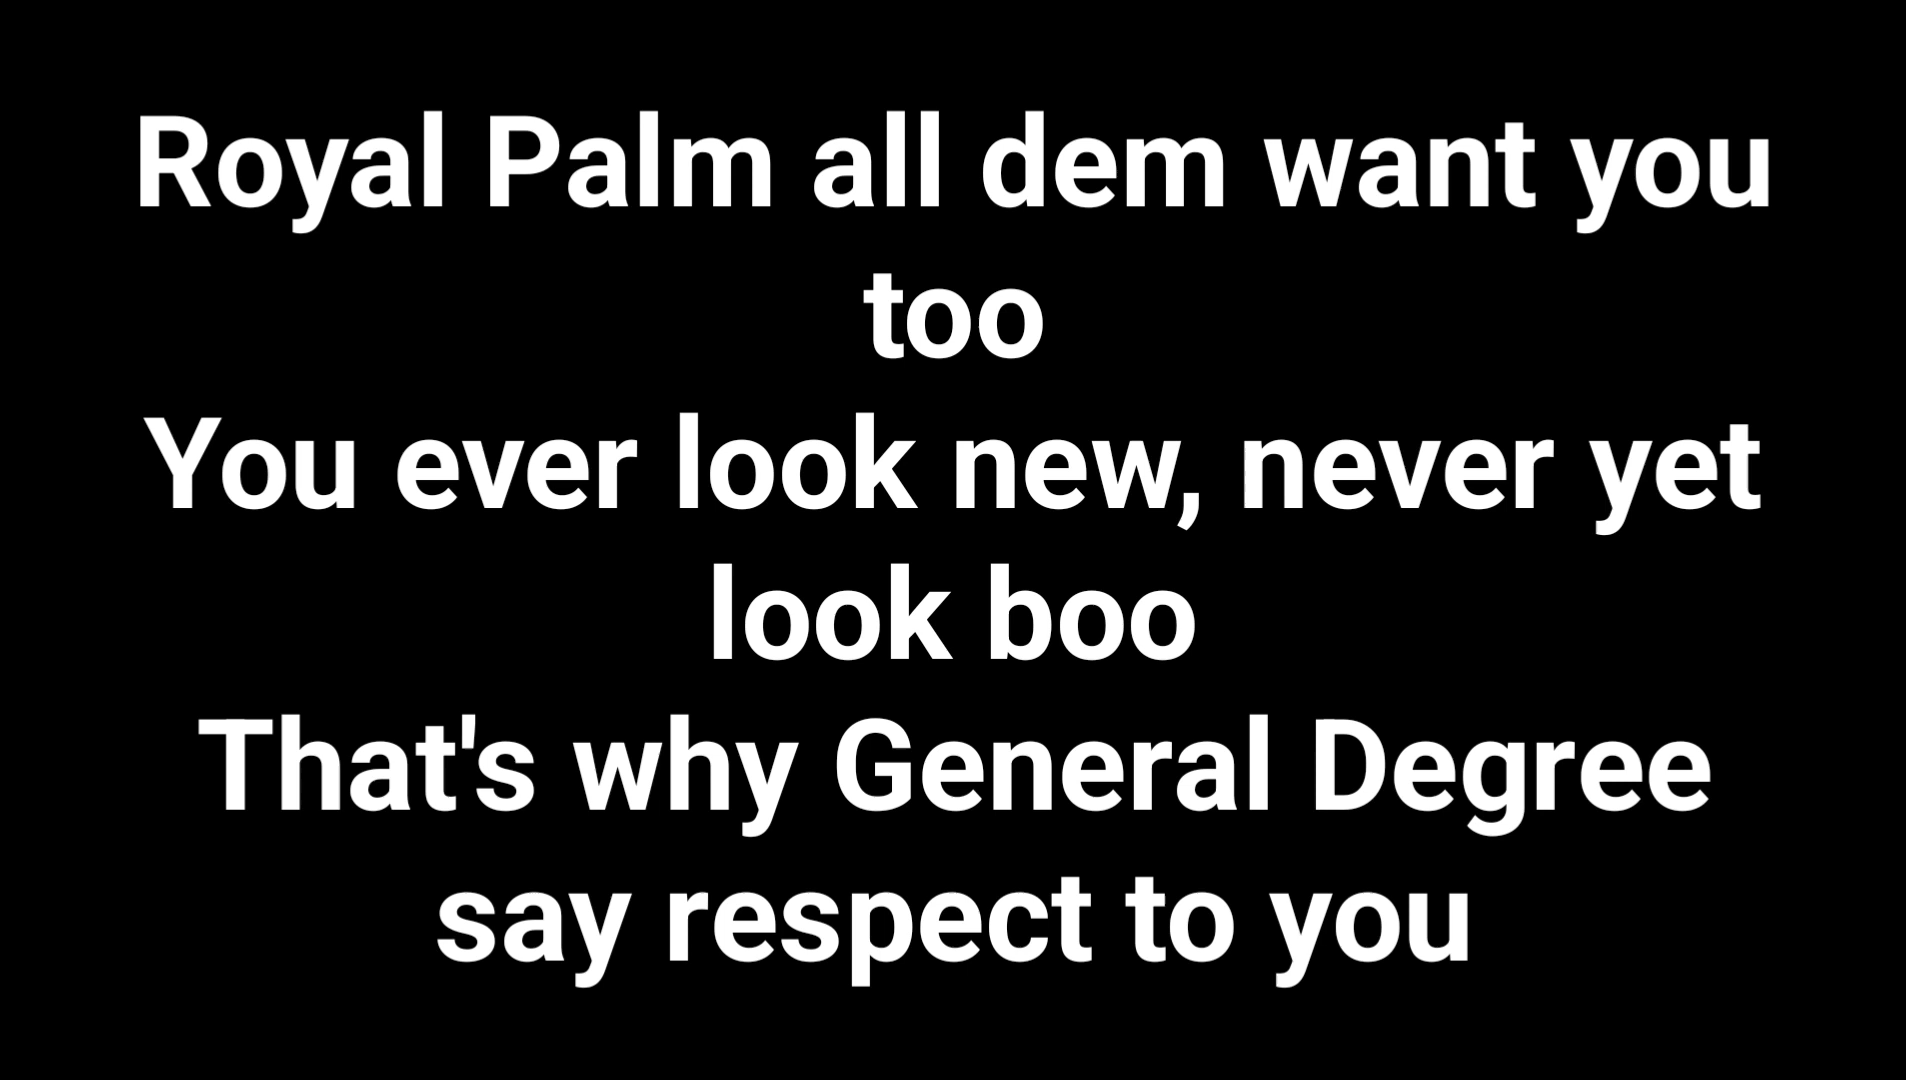 Royal Palm all dem want you
too
You ever look new, never yet
look boo
That's why General Degree
say respect to you